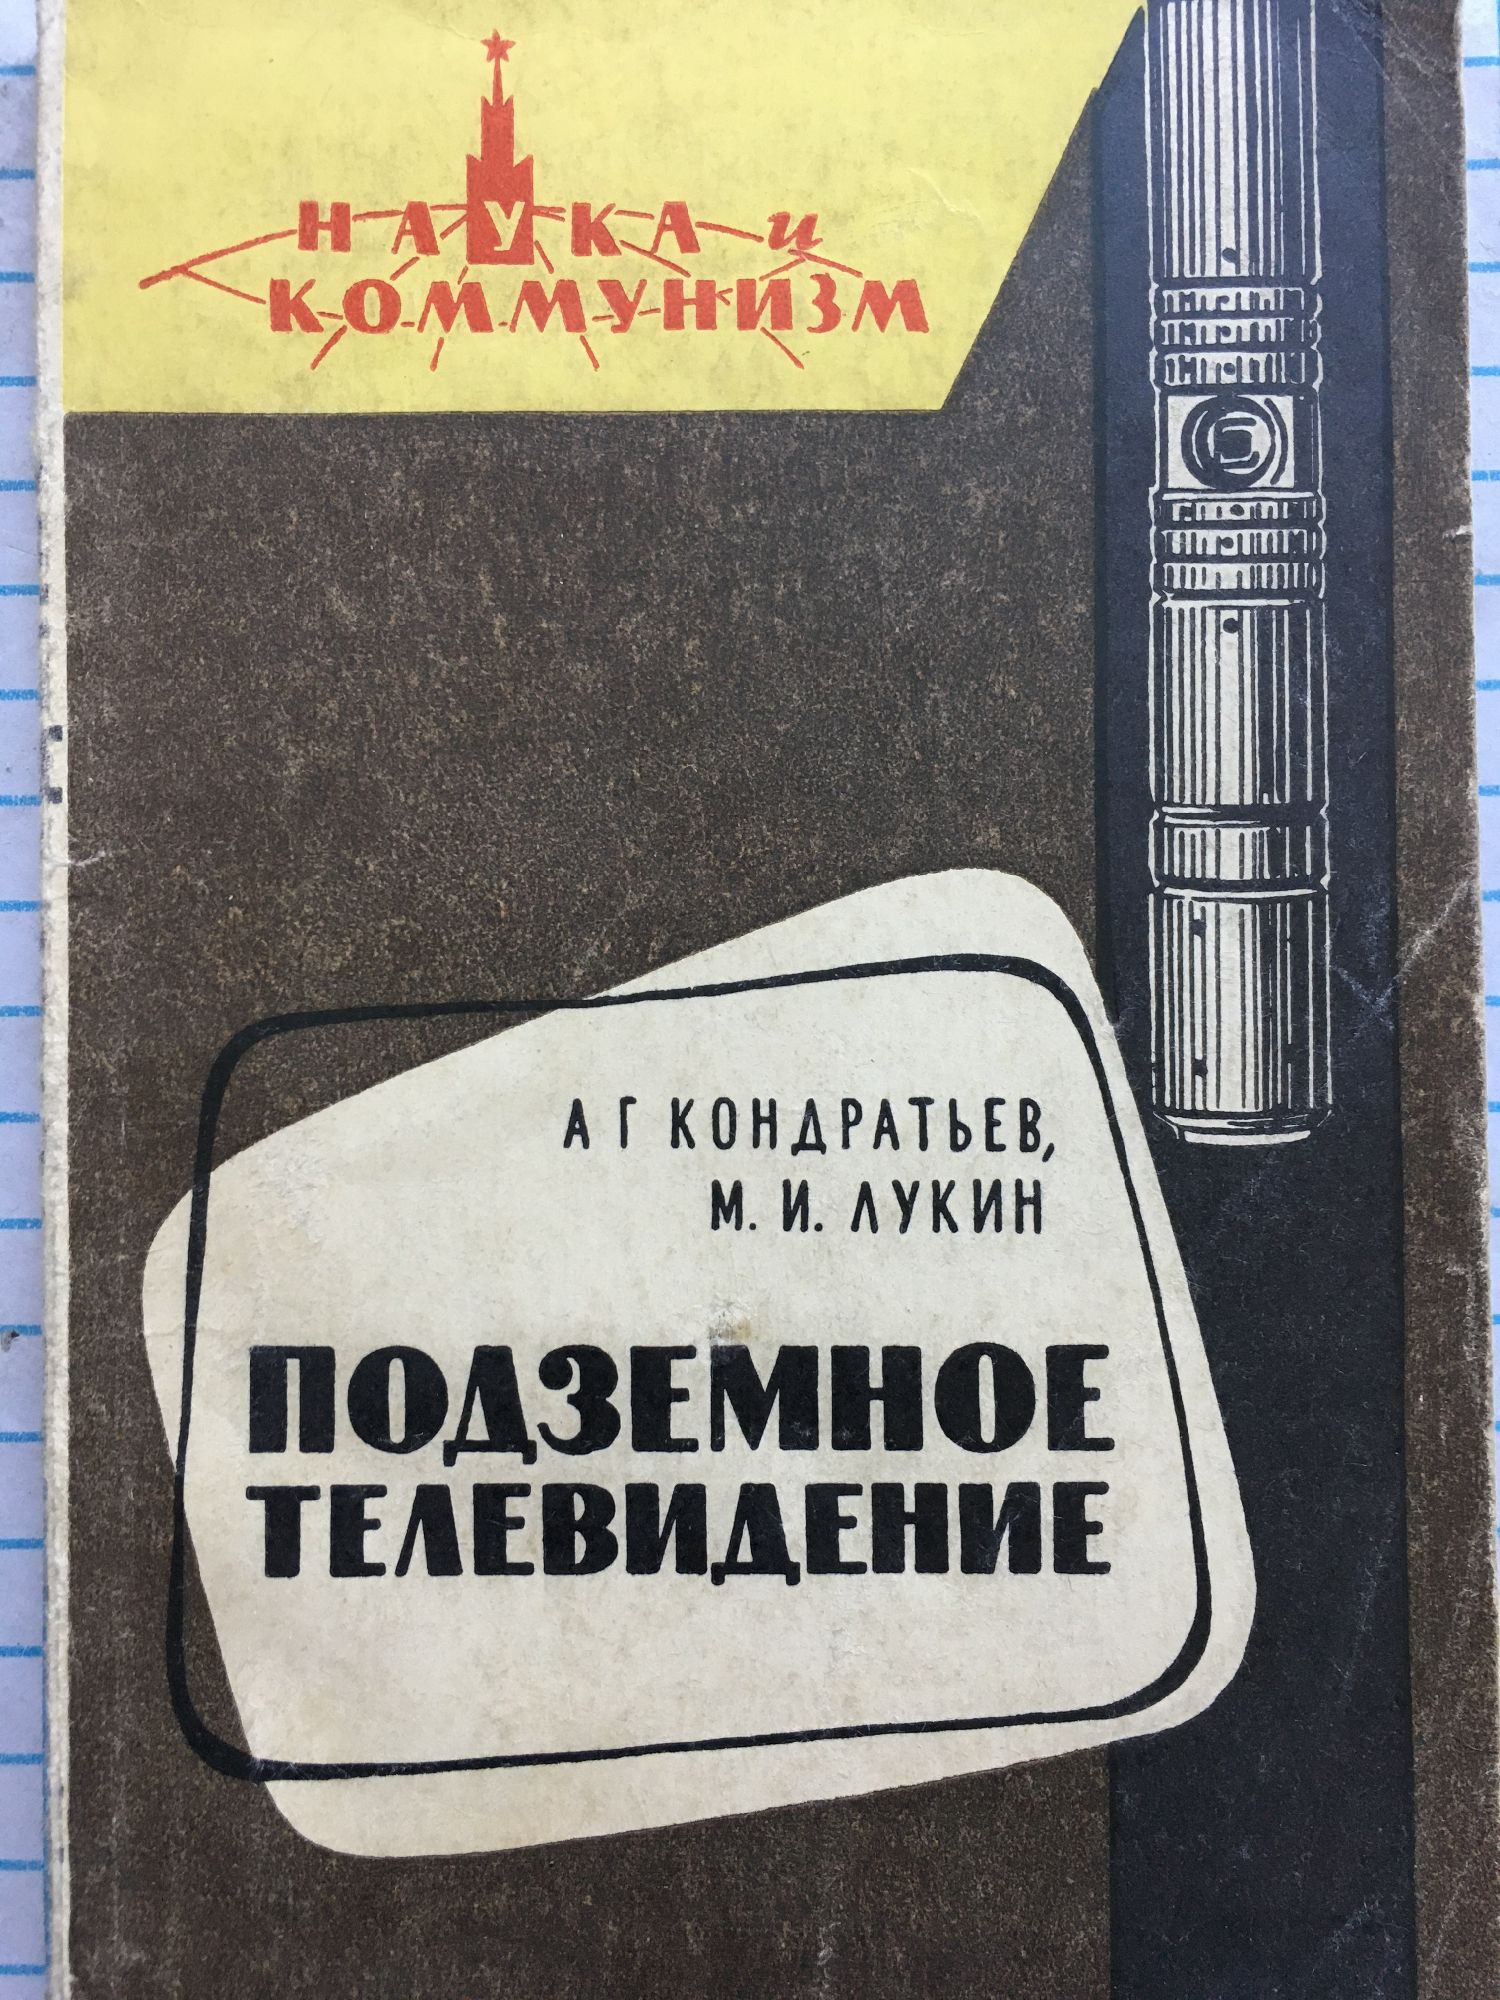 НАУКА и
КОММУНИЗМ
А Г КОНДРАТЬЕВ,
М. И. ЛУКИН
ПОДЗЕМНОЕ
ТЕЛЕВИДЕНИЕ